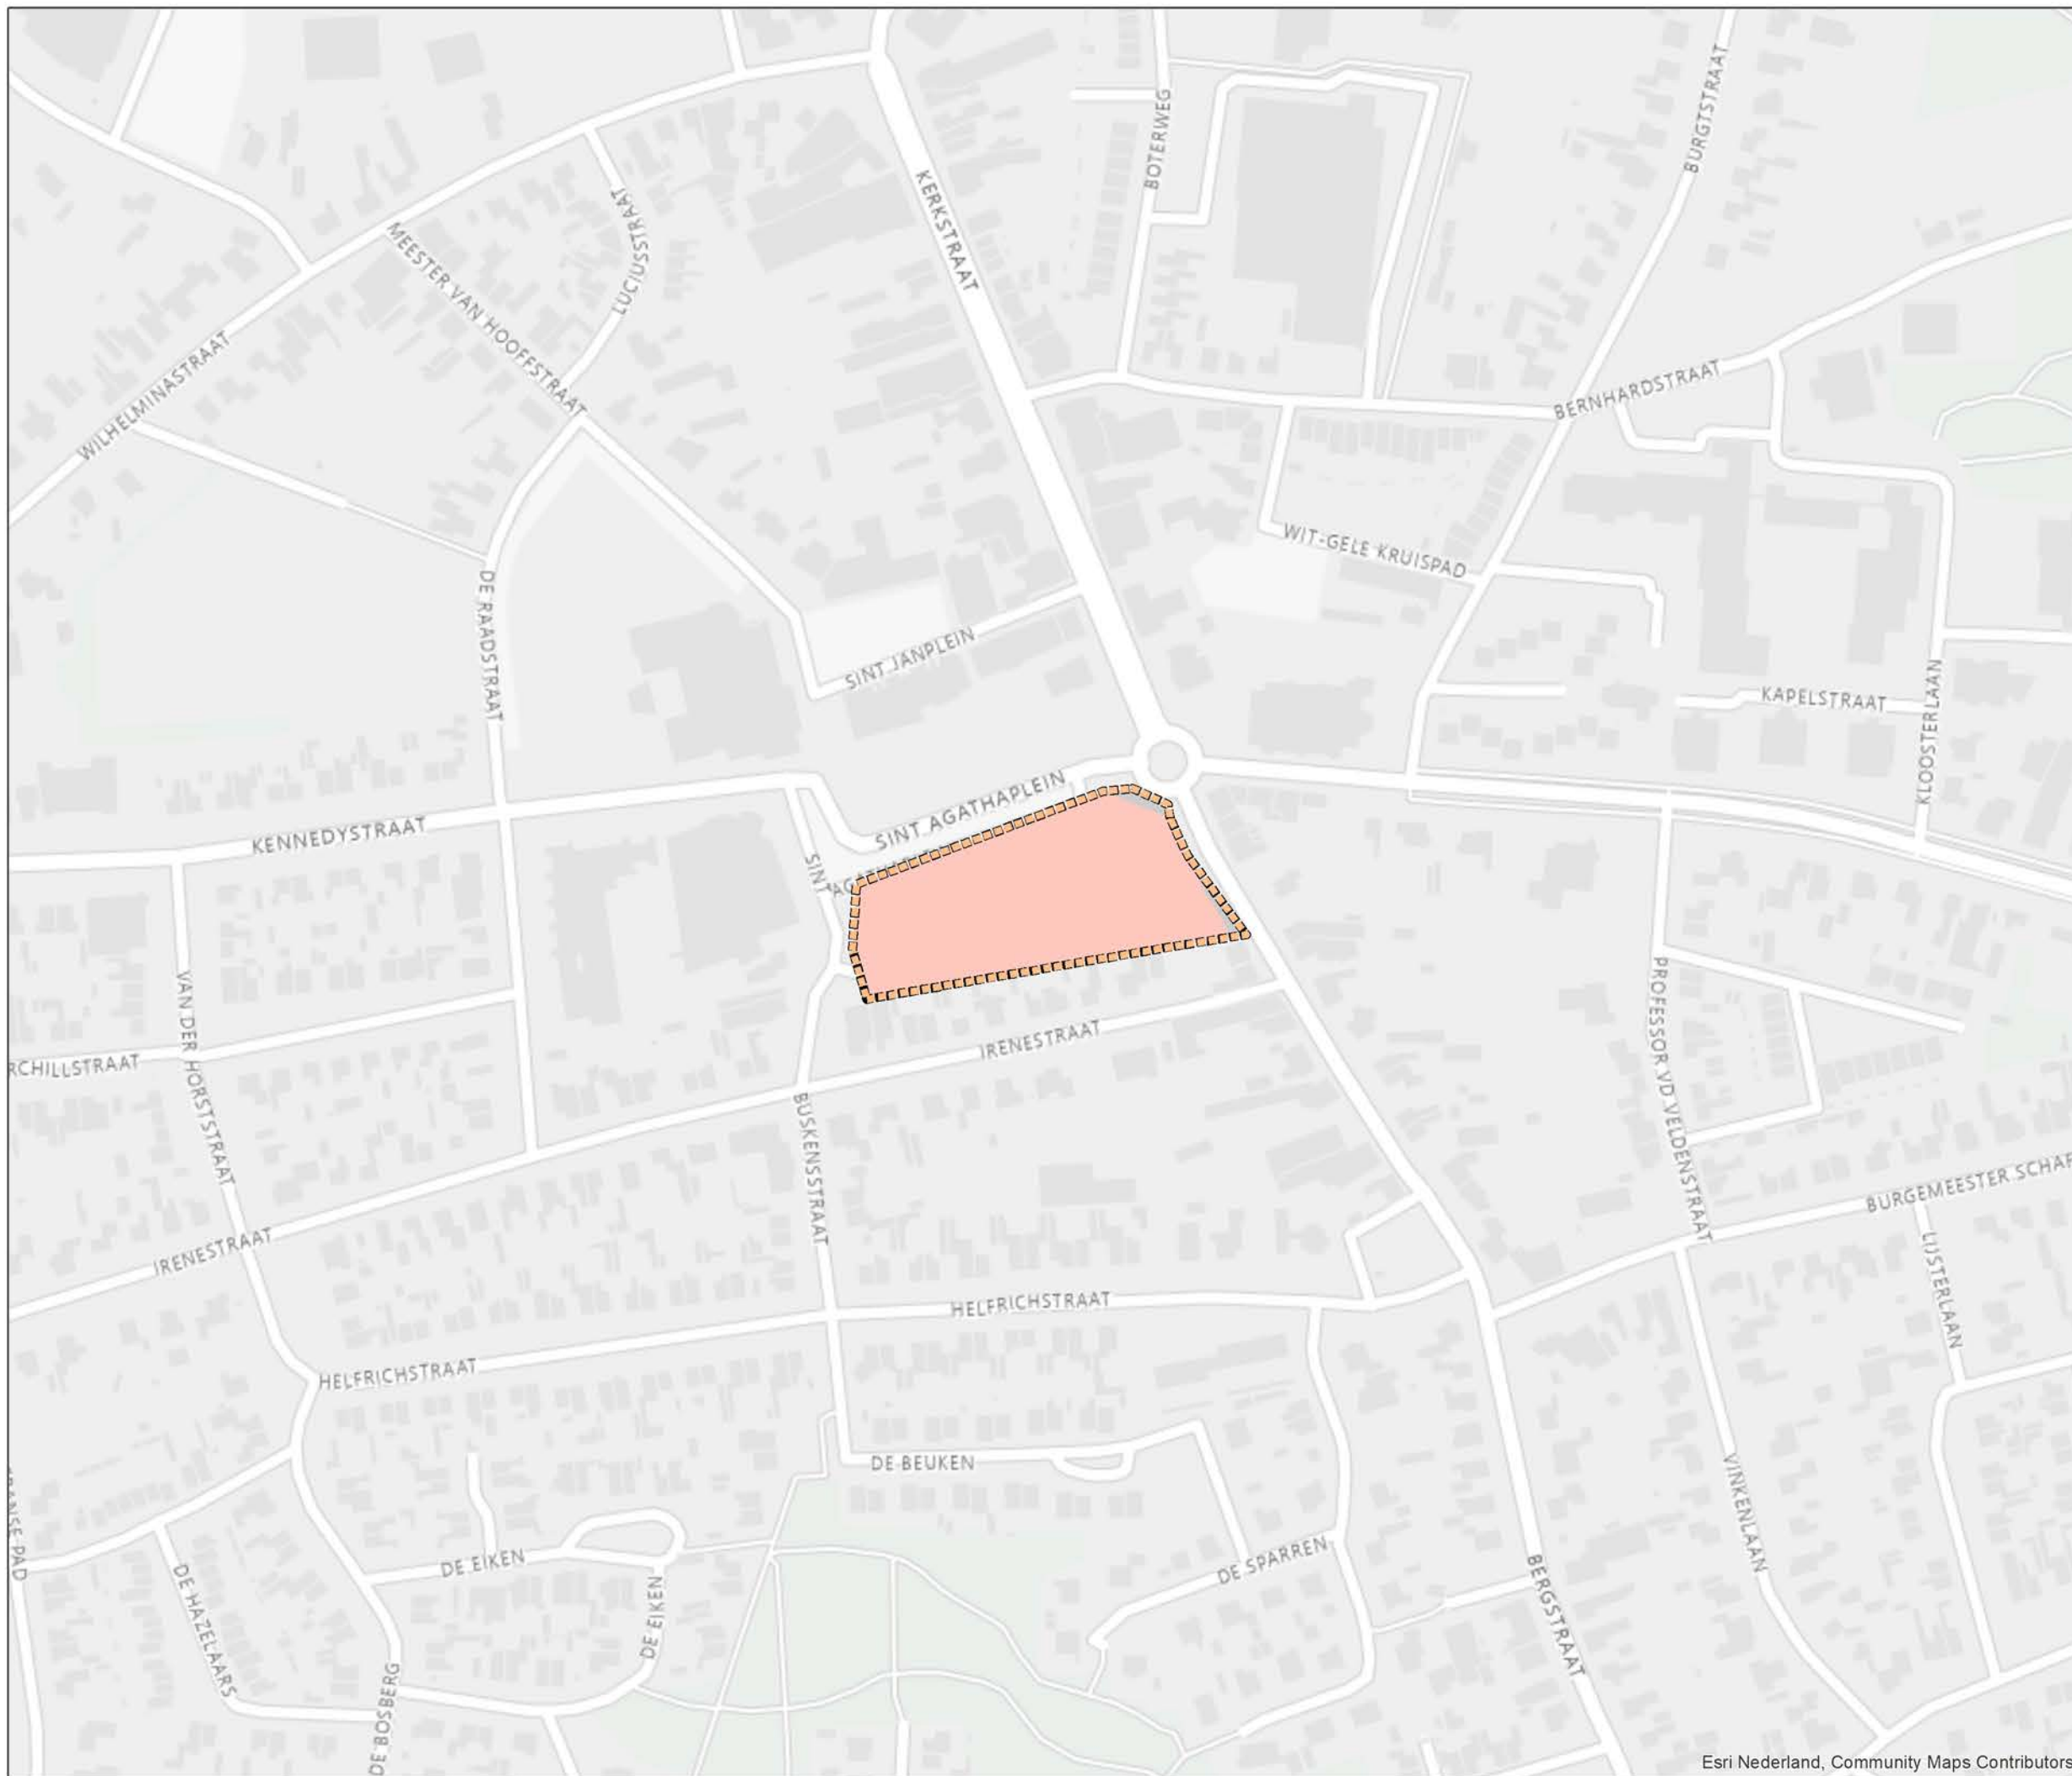 BURGTSTRAAT
BOTERWEG
KERKSTRAAT
LUCIUSSTRAAT
MEESTER VAN HOOFFSTRAAT
WILHELMINASTRAAT
BERNHARDSTRAAT
WIT-GELE KRUISPAD
DE RAADSTRAAT
SINT JANPLEIN
KAPELSTRAAT
KLOOSTERLAAN
SINT AGATHAPLEIN
KENNEDYSTRAAT
SINT
VAN DER HORSTSTRAAT
PROFESSOR VD VELDENSTRAAT
RCHILLSTRAAT
IRENESTRAAT
BUSKENSSTRAAT
BURGEMEESTER SCHAF
IRENESTRAAT
LIJSTERLAAN
HELFRICHSTRAAT
HELFRICHSTRAAT
DE BEUKEN
VINKENLAAN
DE EIKEN
DE SPARREN
DE HAZELAARS
DE EIKEN
BERGSTRAAT
DE BOSBERG
Esri Nederland, Community Maps Contributors